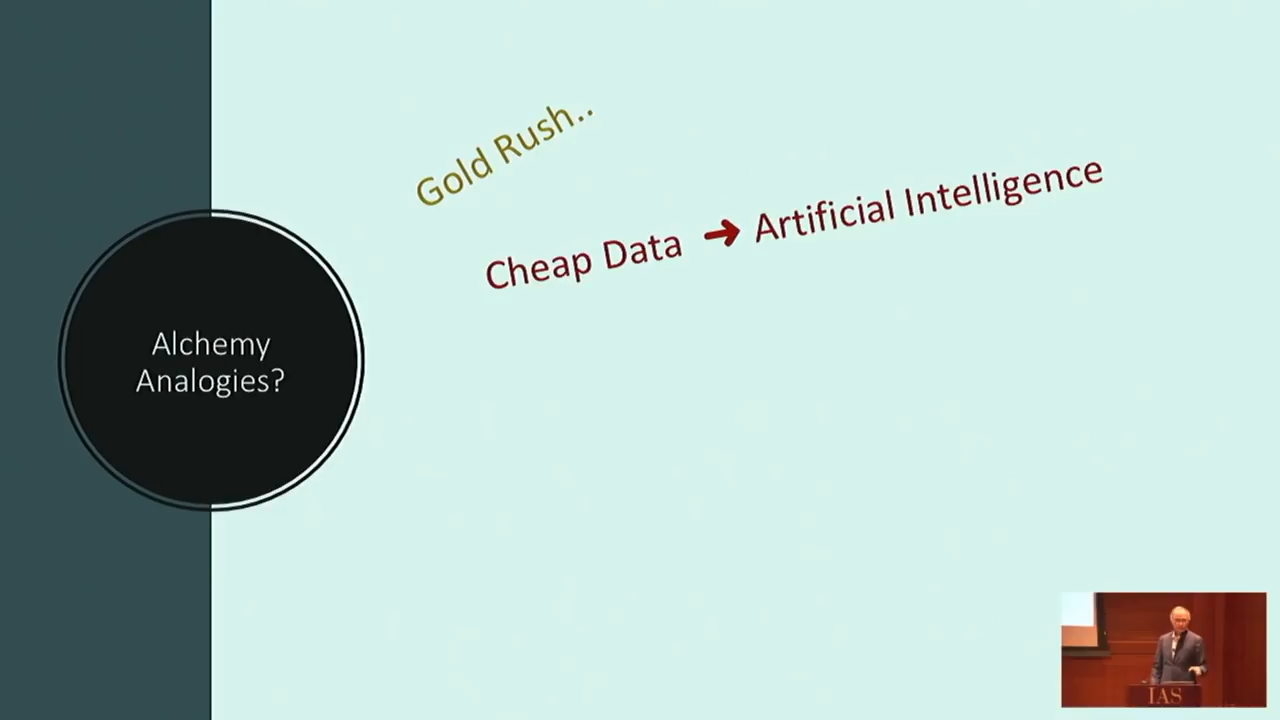 Gold Rush..
Cheap Data ➜ Artificial Intelligence
Alchemy
Analogies?
IAS